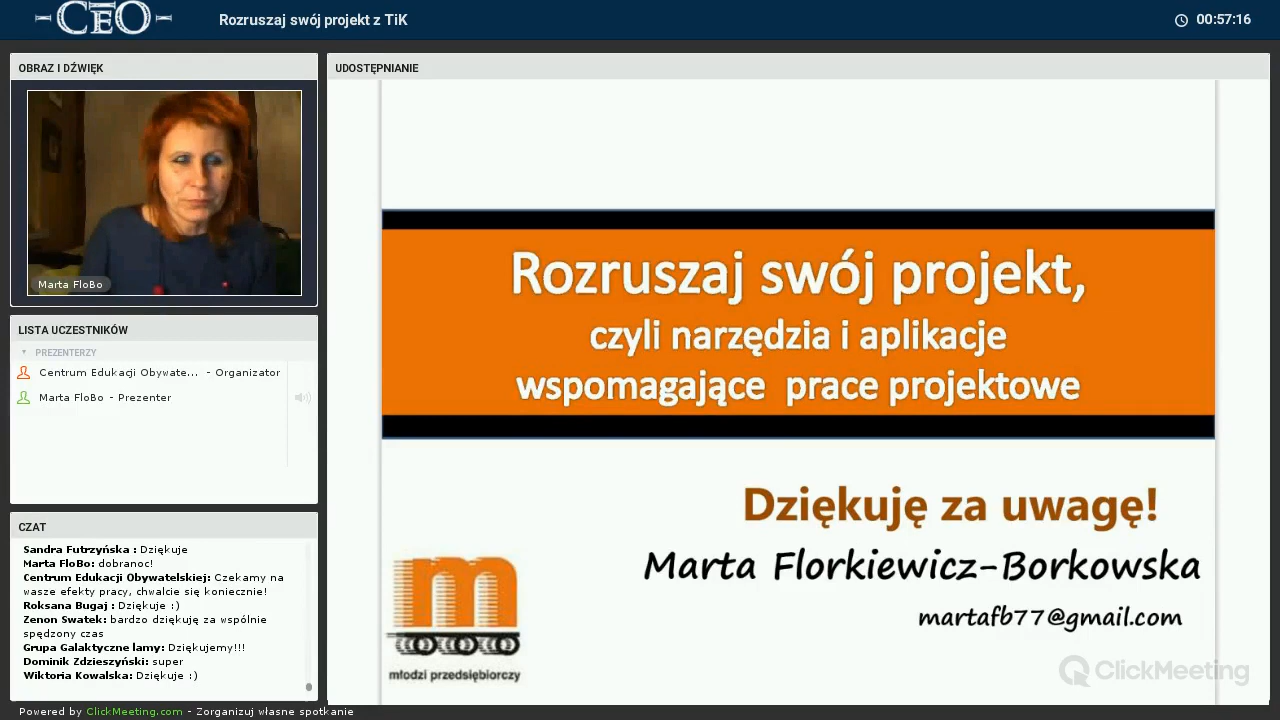 CEO
Rozruszaj swój projekt z TiK
00:57:16
OBRAZ I DŹWIĘK
Marta FloBo
LISTA UCZESTNIKÓW
PREZENTERZY
Centrum Edukacji Obywate... - Organizator
Marta FloBo - Prezenter
CZAT
Sandra Futrzyńska : Dziękuje
Marta FloBo: dobranoc!
Centrum Edukacji Obywatelskiej: Czekamy na
wasze efekty pracy, chwalcie się koniecznie!
Roksana Bugaj : Dziękuje :)
Zenon Swatek: bardzo dziękuję za wspólnie
spędzony czas
Grupa Galaktyczne lamy: Dziękujemy!!!
Dominik Zdzieszyński: super
Wiktoria Kowalska: Dziękuje :)
Powered by ClickMeeting.com - Zorganizuj własne spotkanie
UDOSTĘPNIANIE
Rozruszaj swój projekt,
czyli narzędzia i aplikacje
wspomagające prace projektowe
Dziękuję za uwagę!
Marta Florkiewicz-Borkowska
martafb77@gmail.com
m
młodzi przedsiębiorczy
ClickMeeting